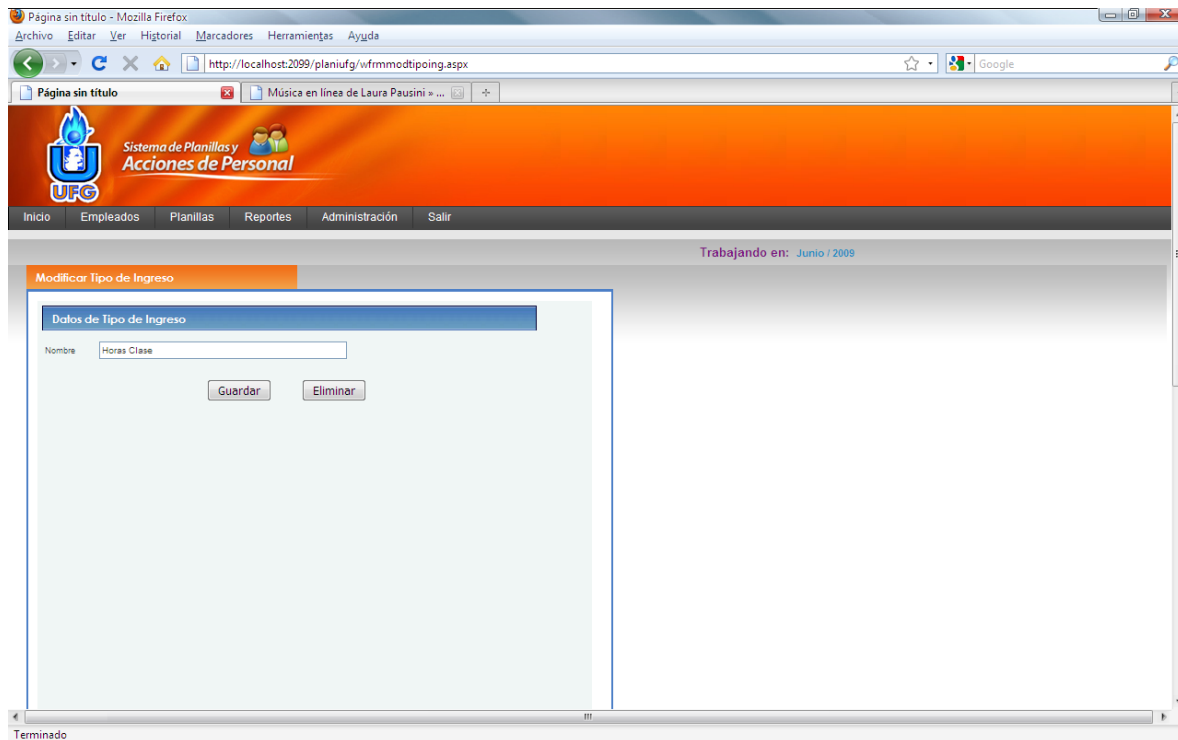 Página sin título - Mozilla Firefox
Archivo Editar Ver Historial Marcadores Herramientas Ayuda
http://localhost:2099/planiufg/wfrmmodtipoing.aspx
Google
Página sin título
Música en línea de Laura Pausini » ...
Sistema de Planillas y
Acciones de Personal
UFG
Inicio Empleados Planillas Reportes Administración Salir
Trabajando en: Junio / 2009
Modificar Tipo de Ingreso
Datos de Tipo de Ingreso
Nombre Horas Clase
Guardar Eliminar
Terminado